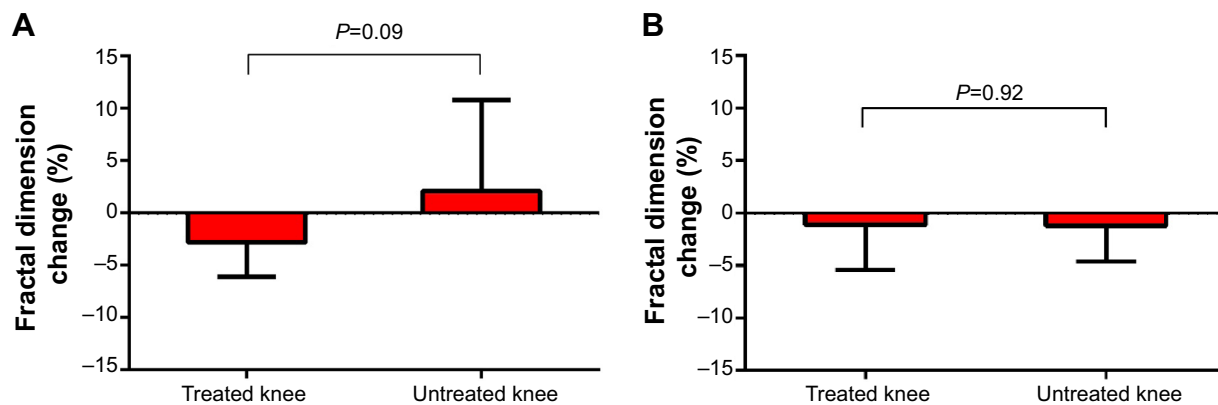 A
P=0.09
15
10
5
0
–5
–10
–15
Fractal dimension
change (%)
Treated knee
Untreated knee
B
P=0.92
15
10
5
0
–5
–10
–15
Fractal dimension
change (%)
Treated knee
Untreated knee